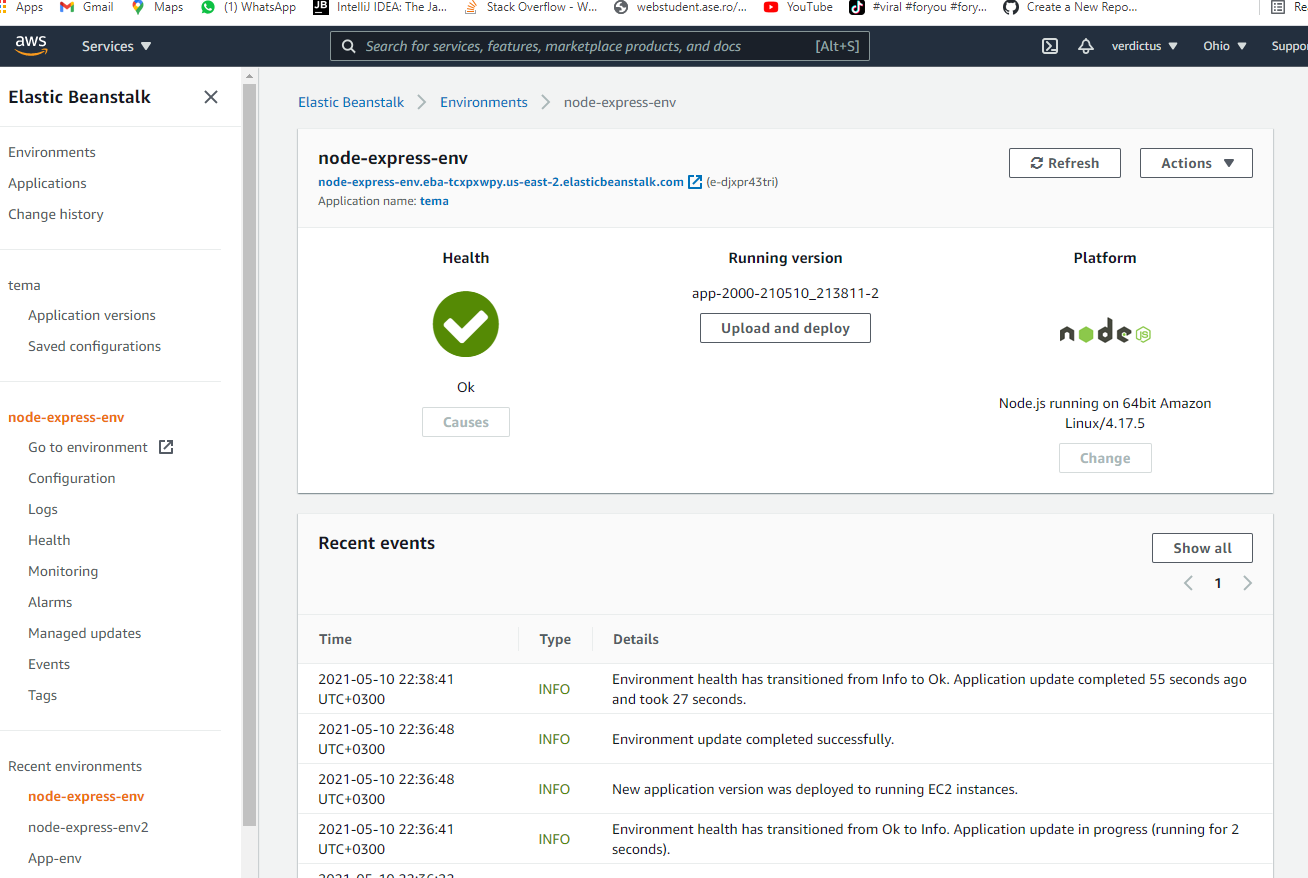 Apps Gmail Maps (1) WhatsApp IntelliJ IDEA: The Ja... Stack Overflow - W... webstudent.ase.ro/... YouTube #viral #foryou #fory... Create a New Repo...
aws Services Search for services, features, marketplace products, and docs [Alt+S] verdictus Ohio
Elastic Beanstalk
Environments
Applications
Change history
tema
Application versions
Saved configurations
node-express-env
Go to environment
Configuration
Logs
Health
Monitoring
Alarms
Managed updates
Events
Tags
Recent environments
node-express-env
node-express-env2
App-env
Elastic Beanstalk Environments node-express-env
node-express-env
node-express-env.eba-tcxpxwpy.us-east-2.elasticbeanstalk.com (e-djxpr43tri)
Application name: tema
Refresh Actions
Health
Ok
Causes
Running version
app-2000-210510_213811-2
Upload and deploy
Platform
node JS
Node.js running on 64bit Amazon
Linux/4.17.5
Change
Recent events
Show all
1
Time Type Details
2021-05-10 22:38:41
UTC+0300
INFO
Environment health has transitioned from Info to Ok. Application update completed 55 seconds ago
and took 27 seconds.
2021-05-10 22:36:48
UTC+0300
INFO
Environment update completed successfully.
2021-05-10 22:36:48
UTC+0300
INFO
New application version was deployed to running EC2 instances.
2021-05-10 22:36:41
UTC+0300
INFO
Environment health has transitioned from Ok to Info. Application update in progress (running for 2
seconds).